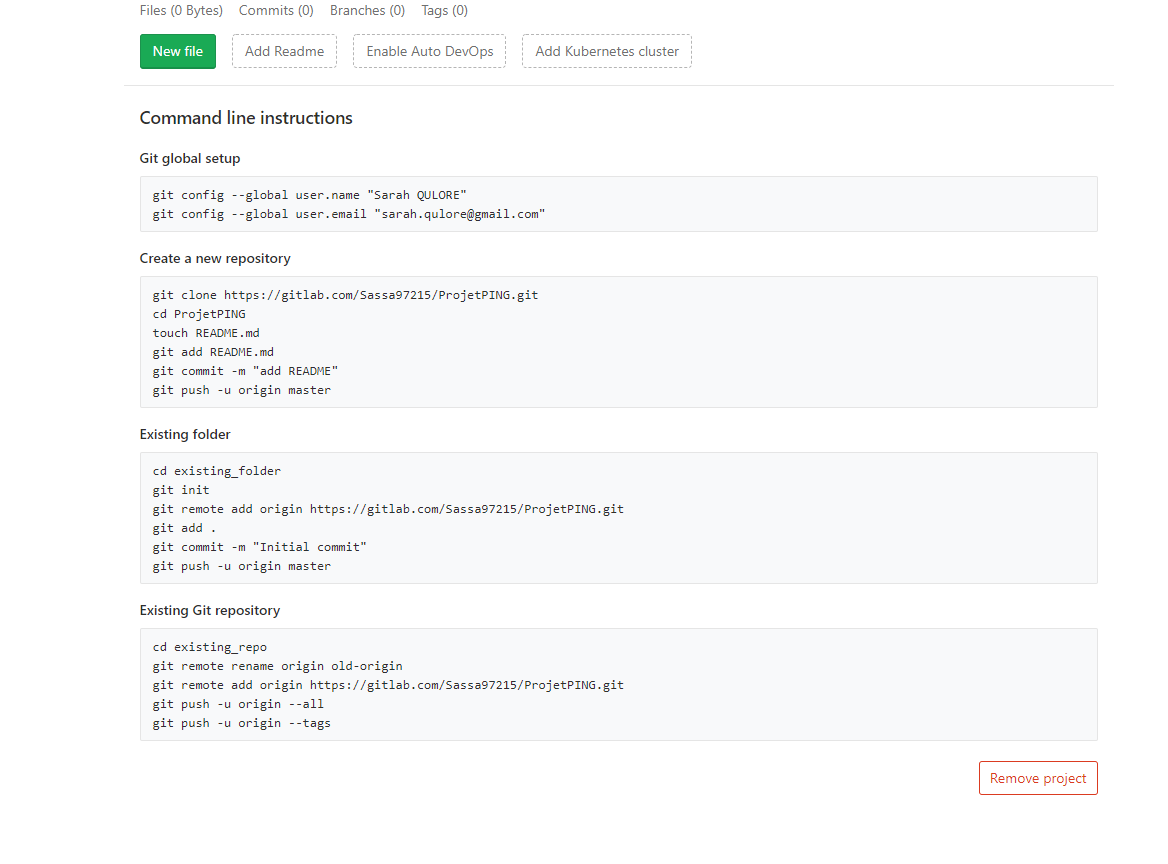 Files (0 Bytes) Commits (0) Branches (0) Tags (0)
New file Add Readme Enable Auto DevOps Add Kubernetes cluster
Command line instructions
Git global setup
git config --global user.name "Sarah QULORE"
git config --global user.email "sarah.qulore@gmail.com"
Create a new repository
git clone https://gitlab.com/Sassa97215/ProjetPING.git
cd ProjetPING
touch README.md
git add README.md
git commit -m "add README"
git push -u origin master
Existing folder
cd existing_folder
git init
git remote add origin https://gitlab.com/Sassa97215/ProjetPING.git
git add .
git commit -m "Initial commit"
git push -u origin master
Existing Git repository
cd existing_repo
git remote rename origin old-origin
git remote add origin https://gitlab.com/Sassa97215/ProjetPING.git
git push -u origin --all
git push -u origin --tags
Remove project